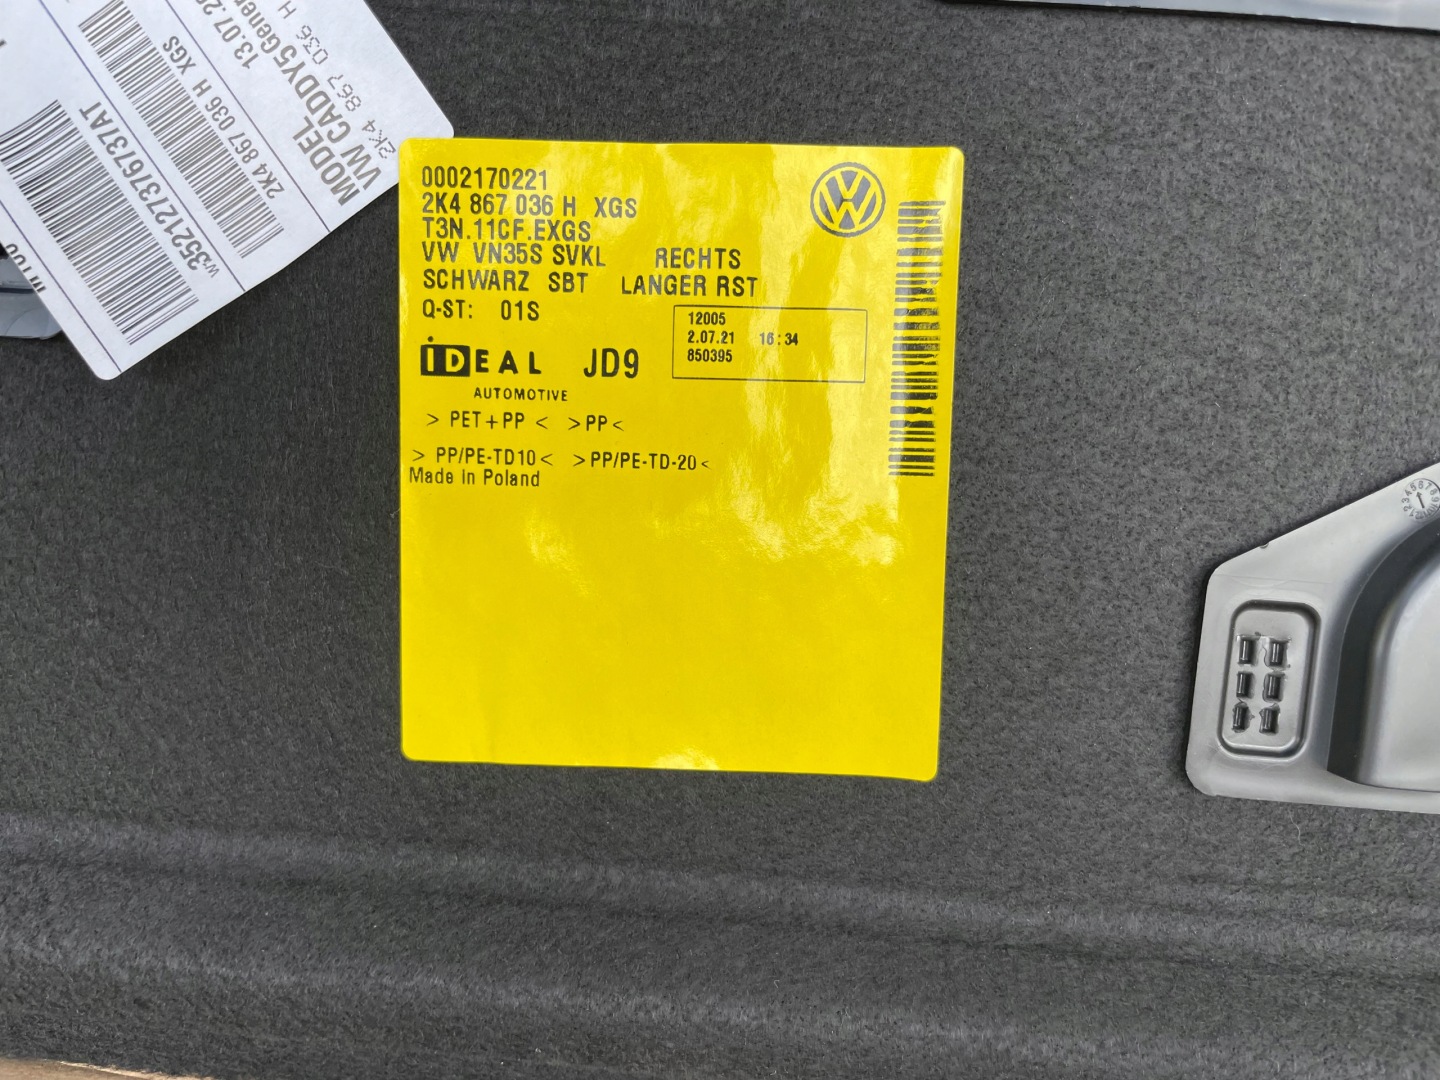 MODEL
VW CADDY5 Gener
2K4 867 036 H
13.07.2
2K4 867 036 H XGS
w352127376737AT
0002170221
2K4 867 036 H XGS
T3N.11CF.EXGS
VW VN35S SVKL RECHTS
SCHWARZ SBT LANGER RST
Q-ST: 01S
12005
2.07.21 16:34
850395
iDEAL JD9
AUTOMOTIVE
> PET+PP < >PP<
> PP/PE-TD10< >PP/PE-TD-20<
Made in Poland